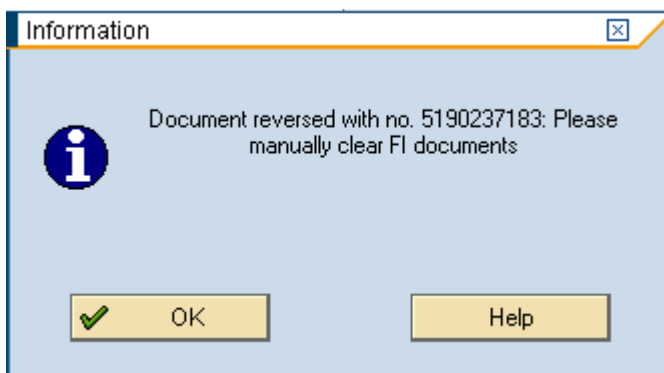 Information
Document reversed with no. 5190237183: Please
manually clear FI documents
OK
Help